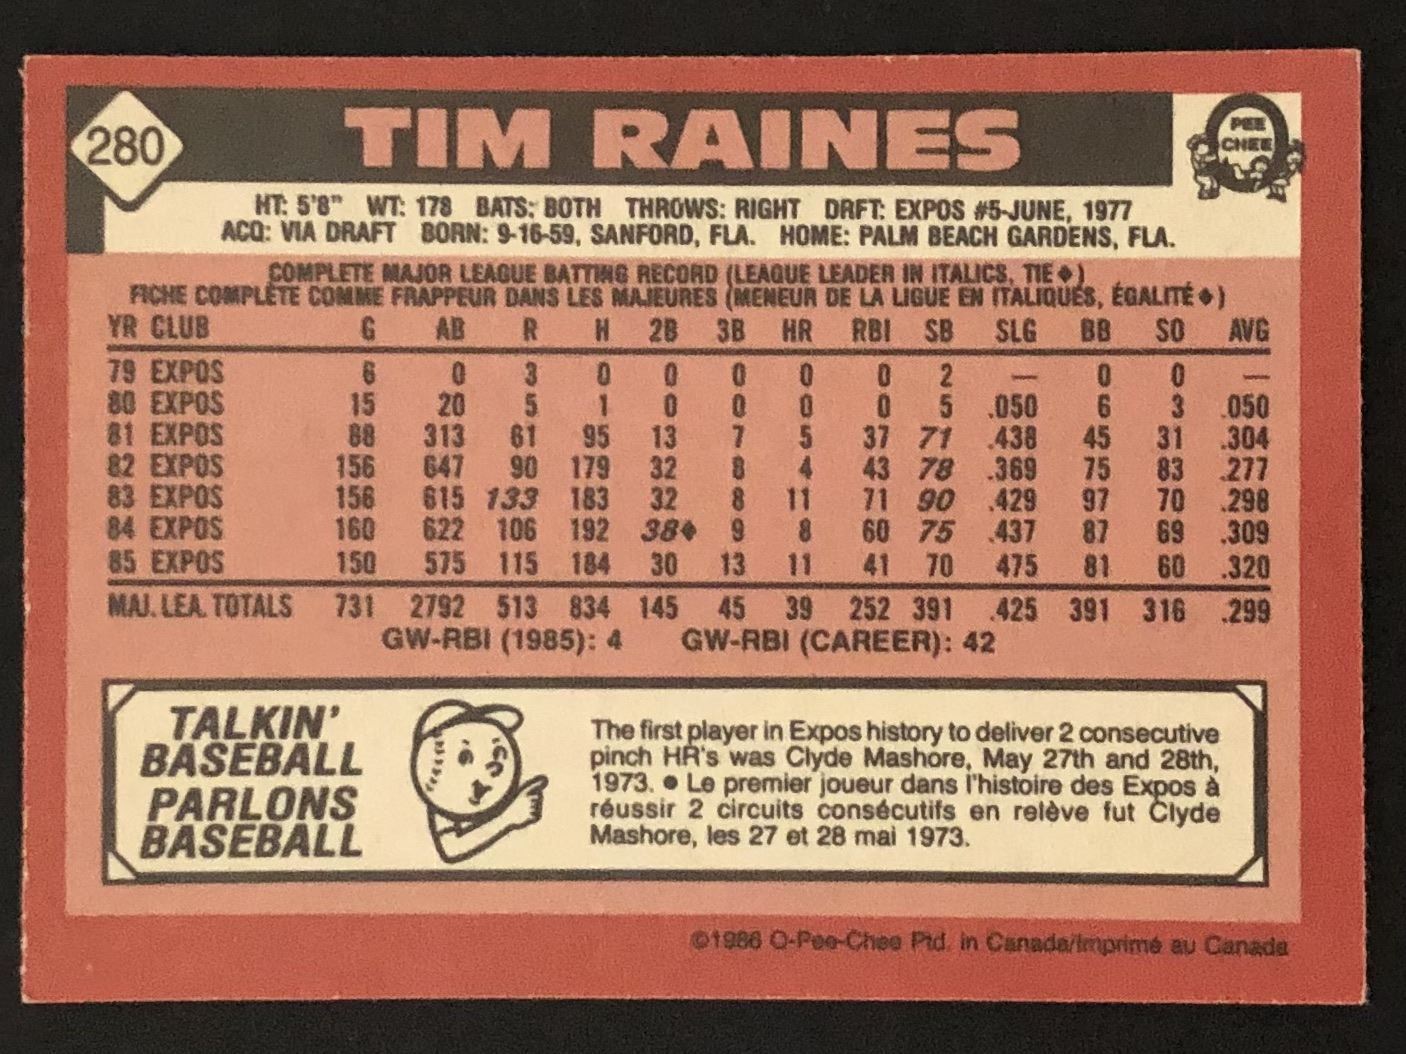 280
TIM RAINES
PEE
CHEE
HT: 5'8" WT: 178 BATS: BOTH THROWS: RIGHT DRFT: EXPOS #5-JUNE, 1977
ACQ: VIA DRAFT BORN: 9-16-59, SANFORD, FLA. HOME: PALM BEACH GARDENS, FLA.
COMPLETE MAJOR LEAGUE BATTING RECORD (LEAGUE LEADER IN ITALICS, TIE ♦)
FICHE COMPLÈTE COMME FRAPPEUR DANS LES MAJEURES (MENEUR DE LA LIGUE EN ITALIQUES, ÉGALITÉ ♦)
YR CLUB G AB R H 2B 3B HR RBI SB SLG BB SO AVG
79 EXPOS 6 0 3 0 0 0 0 0 2 — 0 0 —
80 EXPOS 15 20 5 1 0 0 0 0 5 .050 6 3 .050
81 EXPOS 88 313 61 95 13 7 5 37 71 .438 45 31 .304
82 EXPOS 156 647 90 179 32 8 4 43 78 .369 75 83 .277
83 EXPOS 156 615 133 183 32 8 11 71 90 .429 97 70 .298
84 EXPOS 160 622 106 192 38♦ 9 8 60 75 .437 87 69 .309
85 EXPOS 150 575 115 184 30 13 11 41 70 .475 81 60 .320
MAJ. LEA. TOTALS 731 2792 513 834 145 45 39 252 391 .425 391 316 .299
GW-RBI (1985): 4 GW-RBI (CAREER): 42
TALKIN'
BASEBALL
PARLONS
BASEBALL
The first player in Expos history to deliver 2 consecutive
pinch HR's was Clyde Mashore, May 27th and 28th,
1973. ● Le premier joueur dans l'histoire des Expos à
réussir 2 circuits consécutifs en relève fut Clyde
Mashore, les 27 et 28 mai 1973.
©1986 O-Pee-Chee Ptd. in Canada/Imprimé au Canada